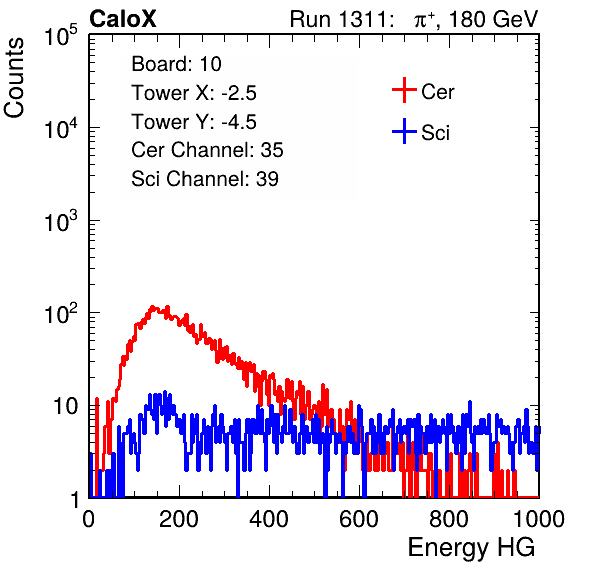 CaloX
Run 1311: π⁺, 180 GeV
Counts
10⁵
10⁴
10³
10²
10
1
Board: 10
Tower X: -2.5
Tower Y: -4.5
Cer Channel: 35
Sci Channel: 39
Cer
Sci
0 200 400 600 800 1000
Energy HG